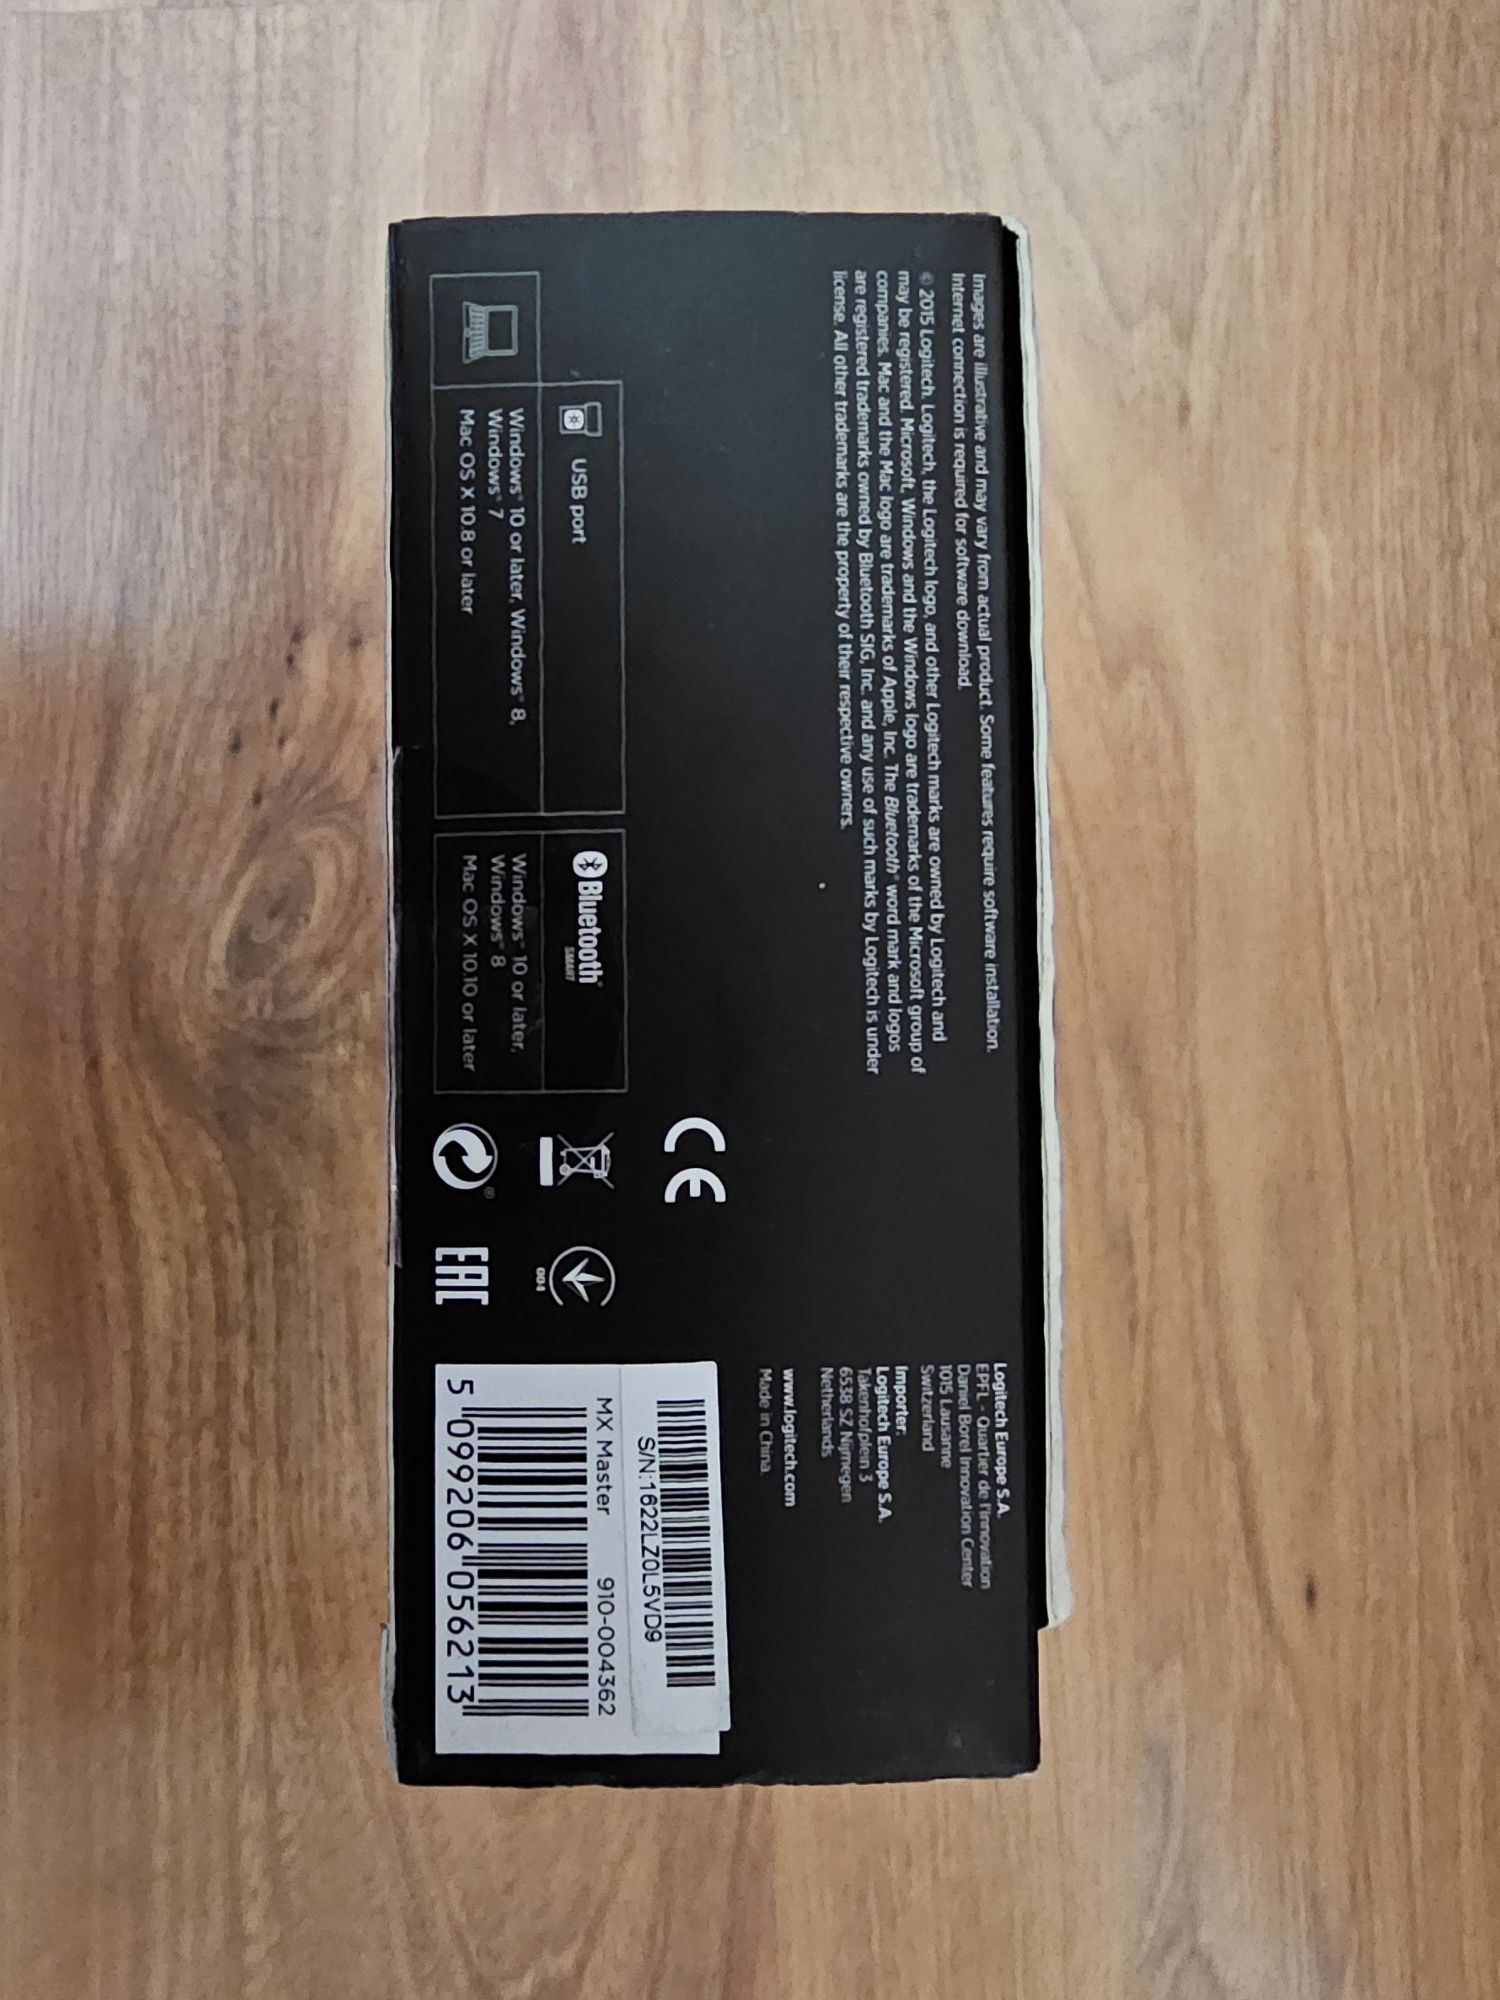 Images are illustrative and may vary from actual product. Some features require software installation.
Internet connection is required for software download.
© 2015 Logitech. Logitech, the Logitech logo, and other Logitech marks are owned by Logitech and
may be registered. Microsoft, Windows and the Windows logo are trademarks of the Microsoft group of
companies. Mac and the Mac logo are trademarks of Apple, Inc. The Bluetooth® word mark and logos
are registered trademarks owned by Bluetooth SIG, Inc. and any use of such marks by Logitech is under
license. All other trademarks are the property of their respective owners.
USB port
Windows® 10 or later, Windows® 8,
Windows® 7
Mac OS X 10.8 or later
Bluetooth®
SMART
Windows® 10 or later,
Windows® 8
Mac OS X 10.10 or later
CE
004
®
EAC
Logitech Europe S.A.
EPFL - Quartier de l'Innovation
Daniel Borel Innovation Center
1015 Lausanne
Switzerland
Importer:
Logitech Europe S.A.
Takenhofplein 3
6538 SZ Nijmegen
Netherlands
www.logitech.com
Made in China.
S/N:1622LZ0L5VD9
MX Master 910-004362
5 099206 056213